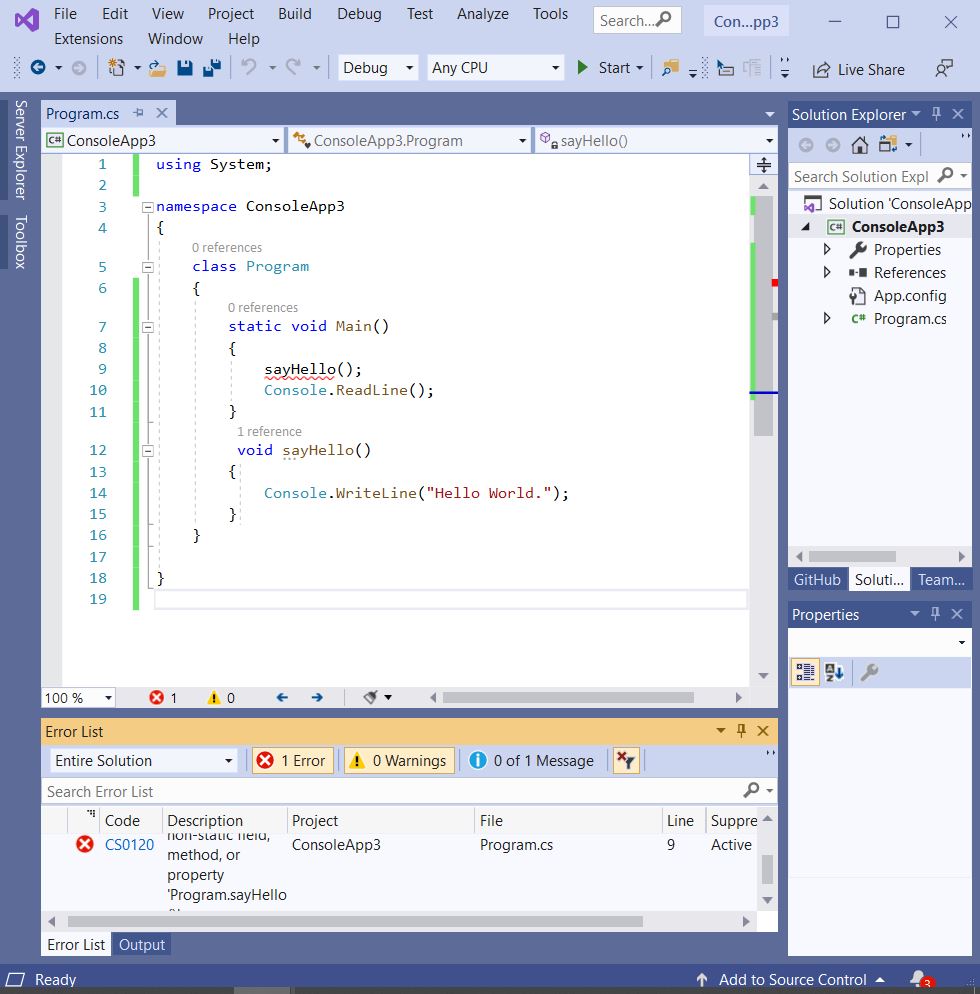 File Edit View Project Build Debug Test Analyze Tools Search... Con...pp3
Extensions Window Help
Debug Any CPU Start Live Share
Server Explorer
Toolbox
Program.cs
C# ConsoleApp3 ConsoleApp3.Program sayHello()
1 using System;
2
3 namespace ConsoleApp3
4 {
0 references
5 class Program
6 {
0 references
7 static void Main()
8 {
9 sayHello();
10 Console.ReadLine();
11 }
1 reference
12 void sayHello()
13 {
14 Console.WriteLine("Hello World.");
15 }
16 }
17
18 }
19
100 % 1 0
Solution Explorer
Search Solution Expl
Solution 'ConsoleApp
C# ConsoleApp3
Properties
References
App.config
C# Program.cs
GitHub Soluti... Team...
Properties
Error List
Entire Solution 1 Error 0 Warnings 0 of 1 Message
Search Error List
Code Description Project File Line Suppre
CS0120 non-static field, ConsoleApp3 Program.cs 9 Active
method, or
property
'Program.sayHello
Error List Output
Ready Add to Source Control 3